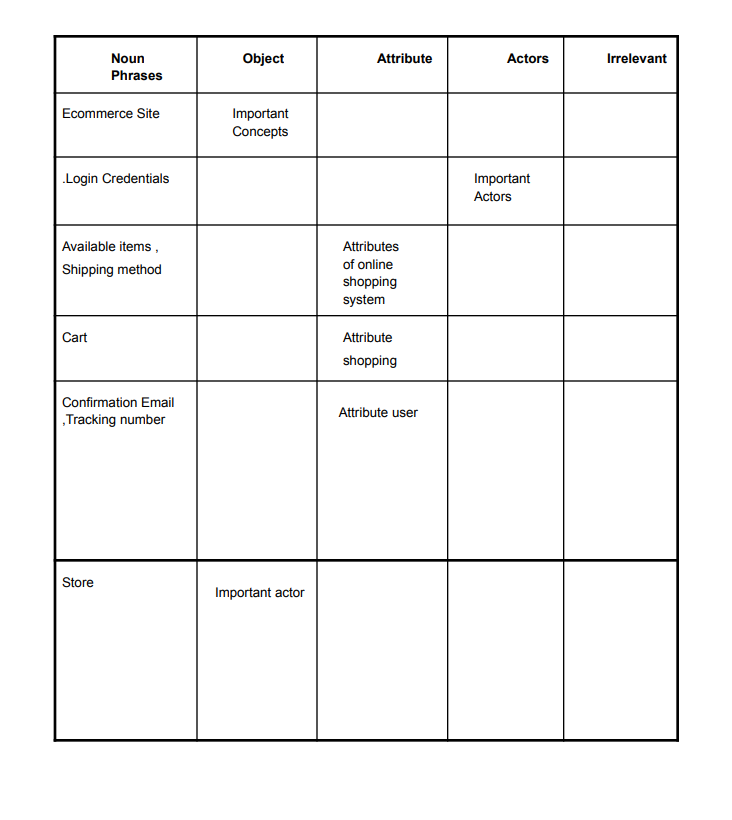 Noun Phrases
Object
Attribute
Actors
Irrelevant
Ecommerce Site
Important
Concepts
.Login Credentials
Important
Actors
Available items ,
Shipping method
Attributes
of online
shopping
system
Cart
Attribute
shopping
Confirmation Email
,Tracking number
Attribute user
Store
Important actor